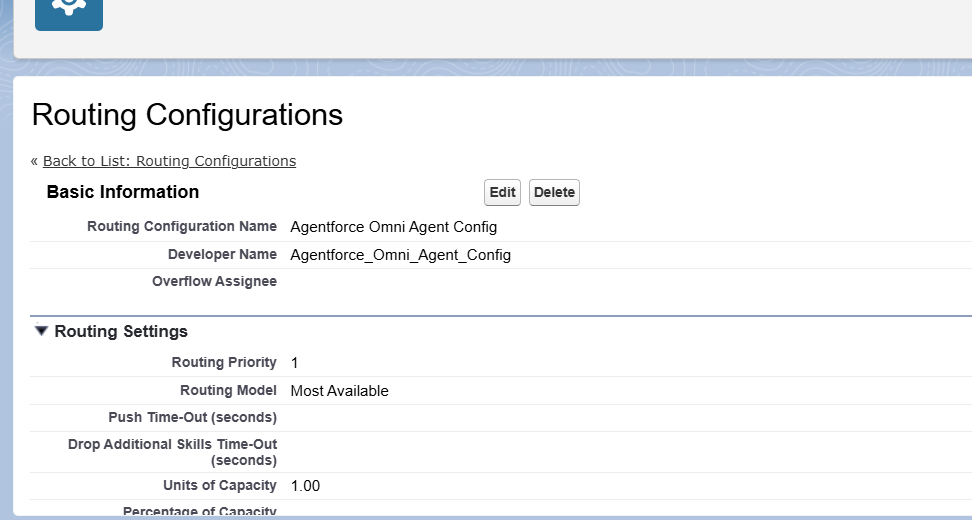 Routing Configurations
« Back to List: Routing Configurations
Basic Information Edit Delete
Routing Configuration Name Agentforce Omni Agent Config
Developer Name Agentforce_Omni_Agent_Config
Overflow Assignee
Routing Settings
Routing Priority 1
Routing Model Most Available
Push Time-Out (seconds)
Drop Additional Skills Time-Out
(seconds)
Units of Capacity 1.00
Percentage of Capacity